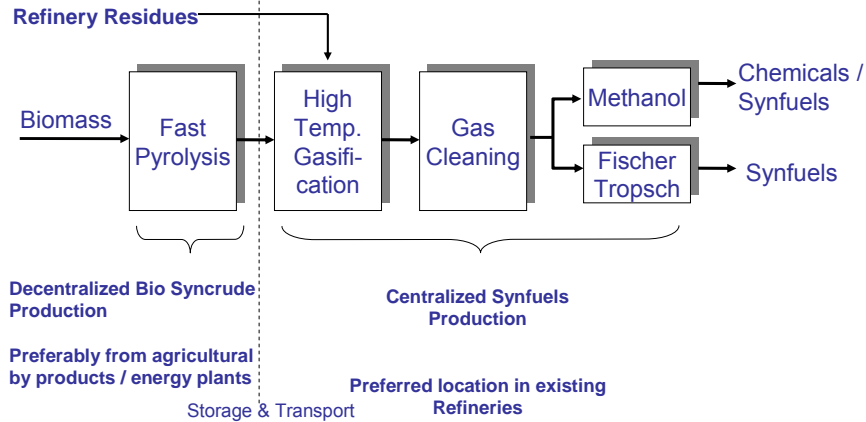 Refinery Residues
Biomass
Fast
Pyrolysis
High
Temp.
Gasifi-
cation
Gas
Cleaning
Methanol
Chemicals /
Synfuels
Fischer
Tropsch
Synfuels
Decentralized Bio Syncrude
Production
Centralized Synfuels
Production
Preferably from agricultural
by products / energy plants
Preferred location in existing
Refineries
Storage & Transport